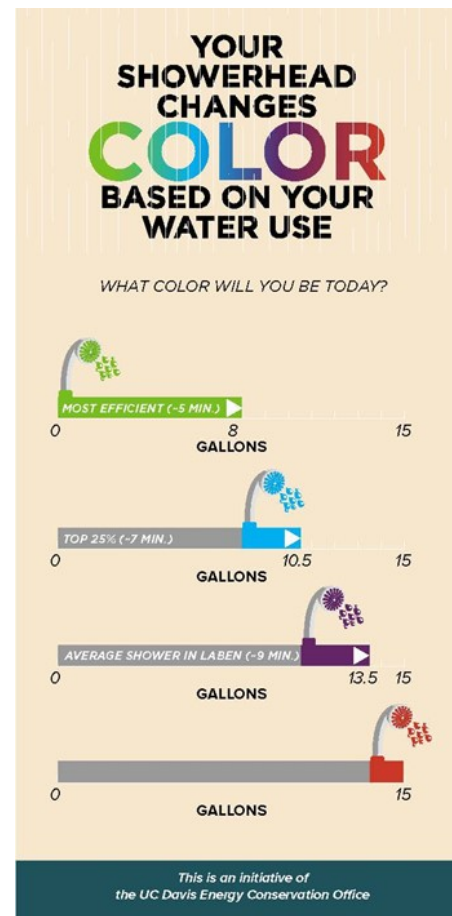 YOUR
SHOWERHEAD
CHANGES
COLOR
BASED ON YOUR
WATER USE
WHAT COLOR WILL YOU BE TODAY?
MOST EFFICIENT (~5 MIN.)
0 8 15
GALLONS
TOP 25% (~7 MIN.)
0 10.5 15
GALLONS
AVERAGE SHOWER IN LABEN (~9 MIN.)
0 13.5 15
GALLONS
0 15
GALLONS
This is an initiative of
the UC Davis Energy Conservation Office